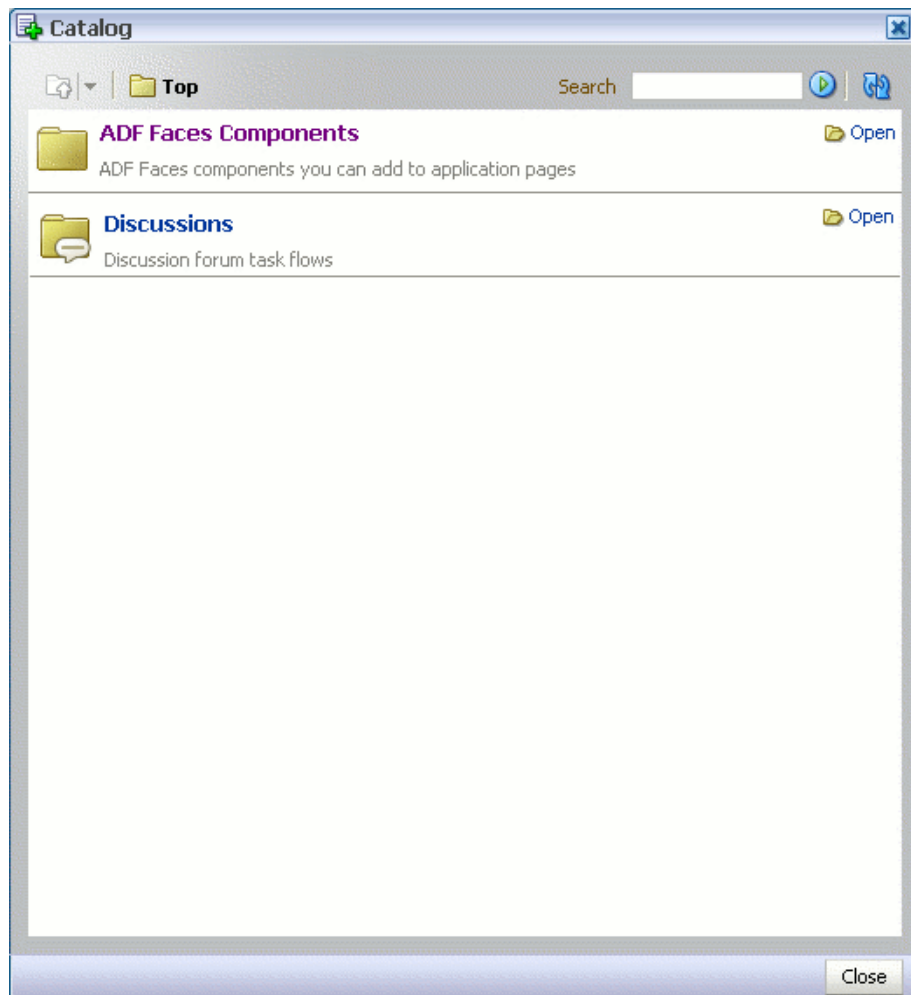 Catalog
Top Search
ADF Faces Components Open
ADF Faces components you can add to application pages
Discussions Open
Discussion forum task flows
Close